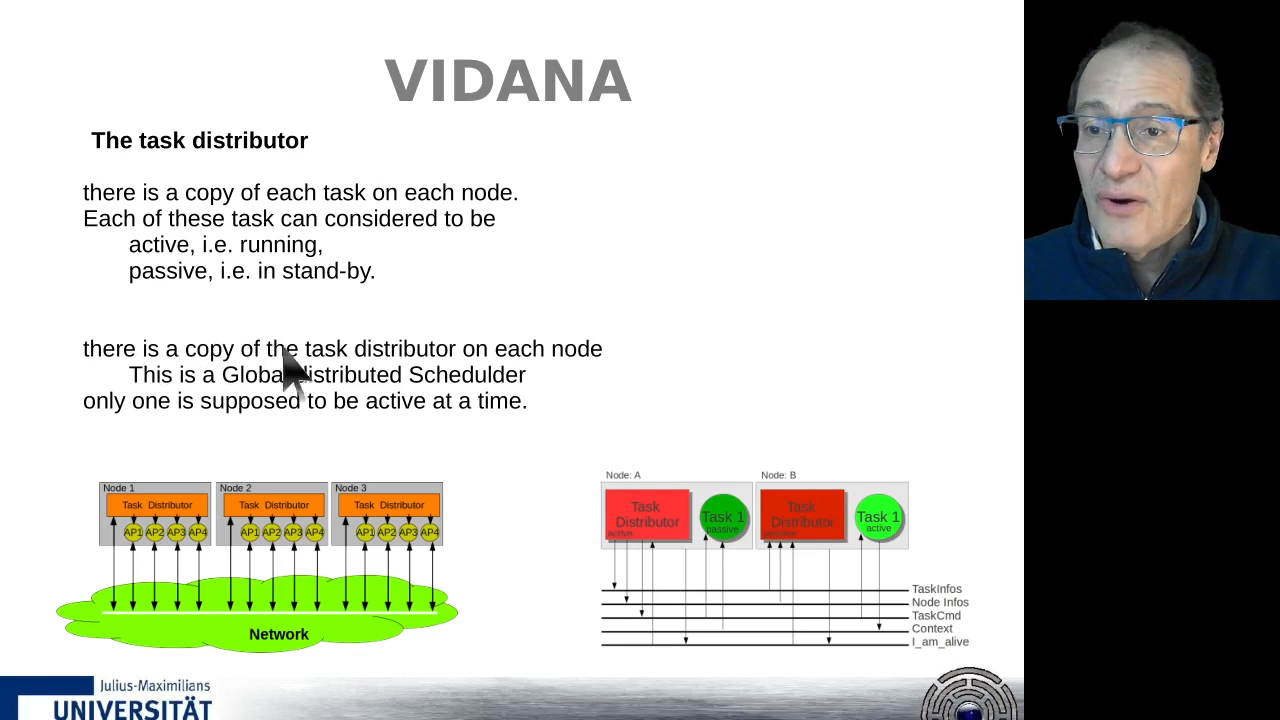 VIDANA
The task distributor
there is a copy of each task on each node.
Each of these task can considered to be
active, i.e. running,
passive, i.e. in stand-by.
there is a copy of the task distributor on each node
This is a Global distributed Schedulder
only one is supposed to be active at a time.
Node 1
Task Distributor
AP1 AP2 AP3 AP4
Node 2
Task Distributor
AP1 AP2 AP3 AP4
Node 3
Task Distributor
AP1 AP2 AP3 AP4
Network
Node: A
Task
Distributor
active
Task 1
passive
Node: B
Task
Distributor
Task 1
active
TaskInfos
Node Infos
TaskCmd
Context
I_am_alive
Julius-Maximilians
UNIVERSITÄT